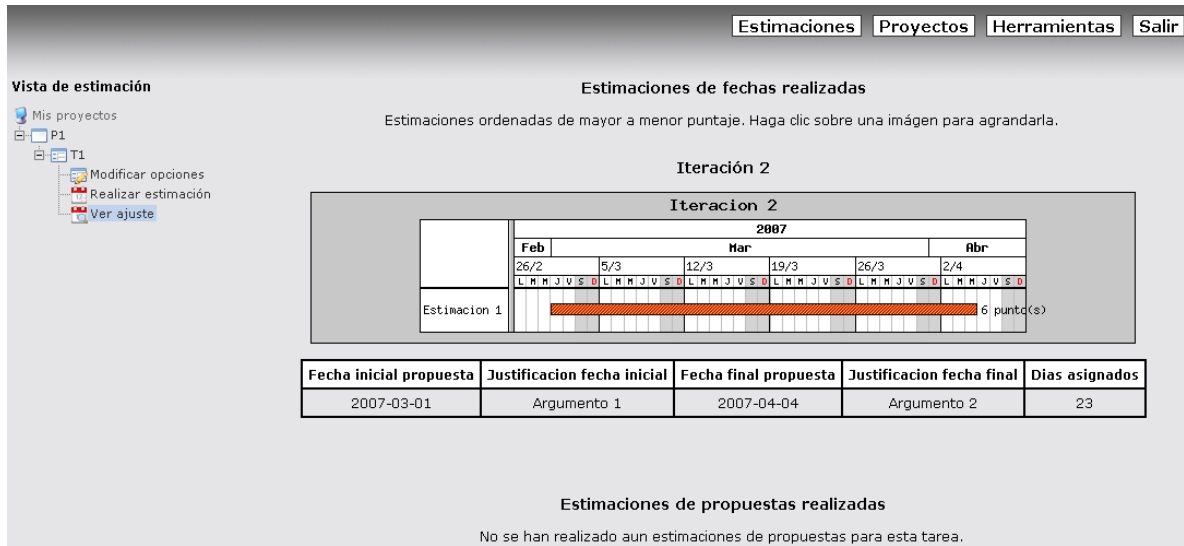 Estimaciones Proyectos Herramientas Salir
Vista de estimación
Mis proyectos
P1
T1
Modificar opciones
Realizar estimación
Ver ajuste
Estimaciones de fechas realizadas
Estimaciones ordenadas de mayor a menor puntaje. Haga clic sobre una imágen para agrandarla.
Iteración 2
Iteracion 2
2007
Feb Mar Abr
26/2 5/3 12/3 19/3 26/3 2/4
L M M J V S D L M M J V S D L M M J V S D L M M J V S D L M M J V S D L M M J V S D
Estimacion 1 6 punto(s)
Fecha inicial propuesta Justificacion fecha inicial Fecha final propuesta Justificacion fecha final Dias asignados
2007-03-01 Argumento 1 2007-04-04 Argumento 2 23
Estimaciones de propuestas realizadas
No se han realizado aun estimaciones de propuestas para esta tarea.